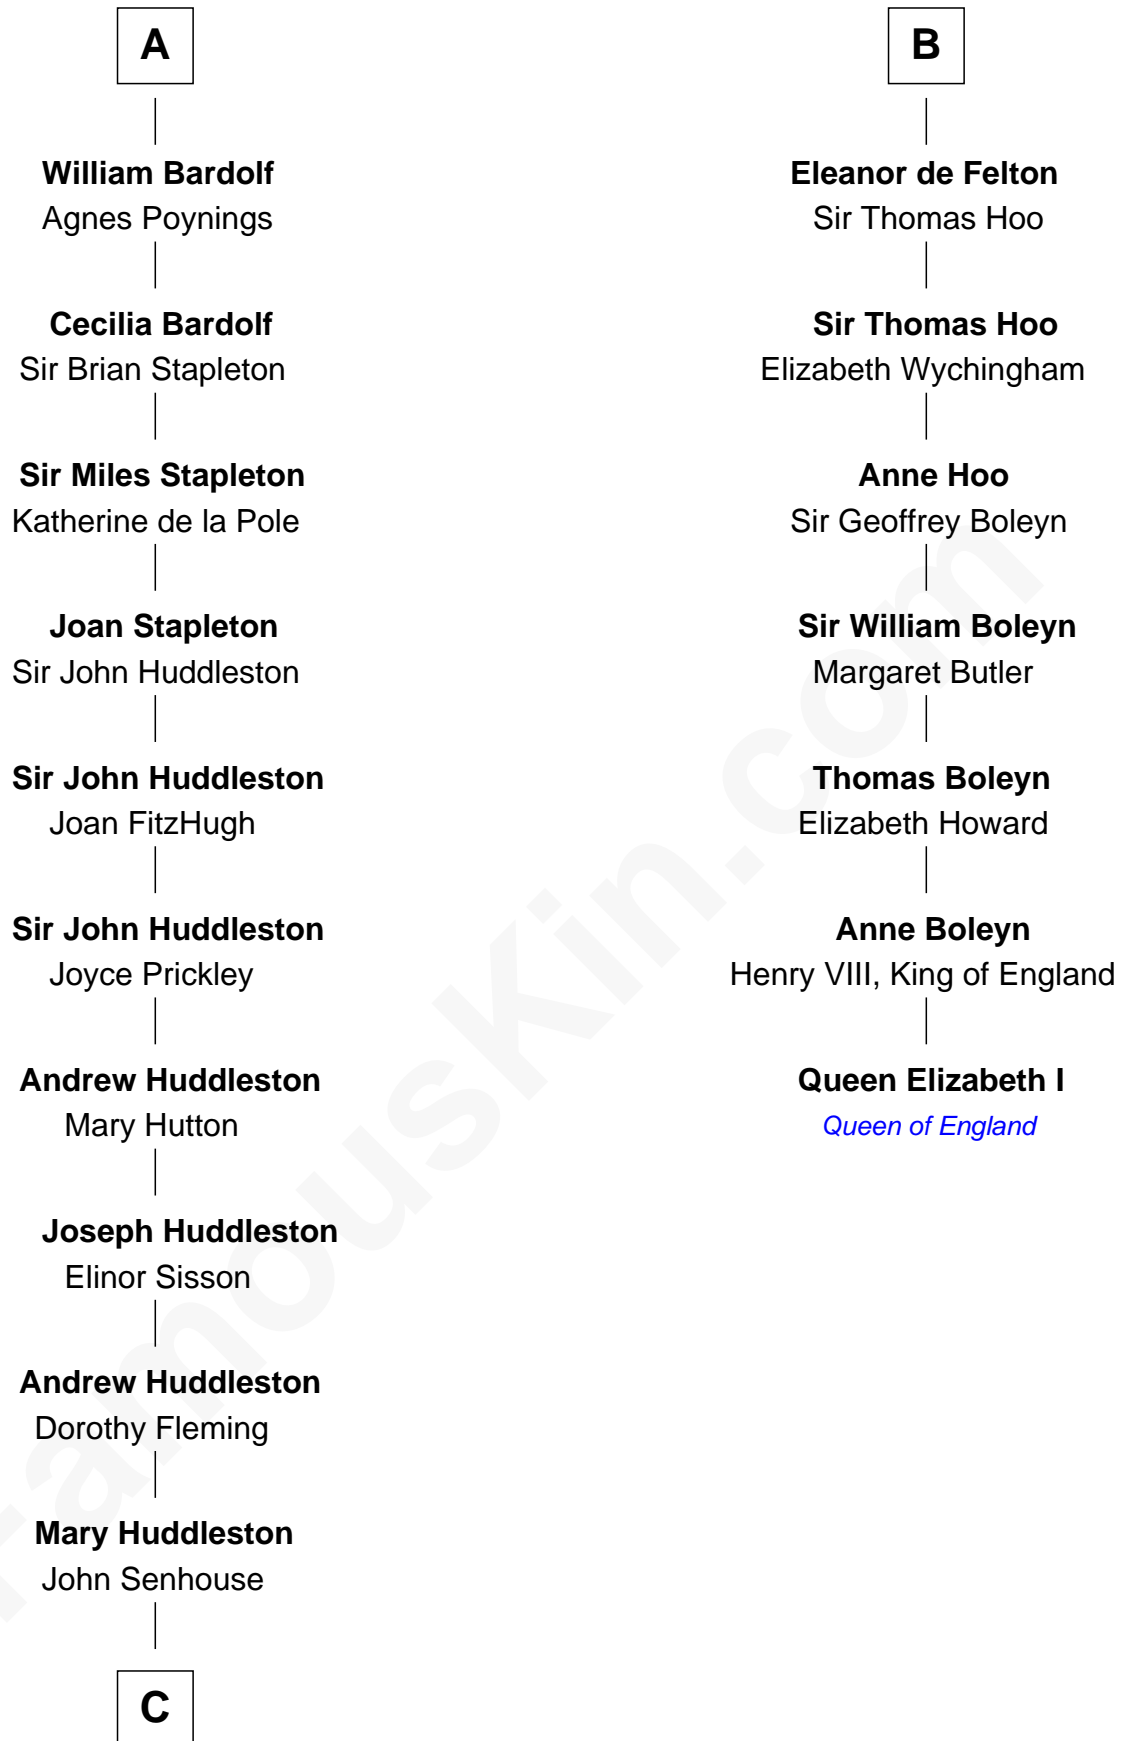 A
William Bardolf
Agnes Poynings
Cecilia Bardolf
Sir Brian Stapleton
Sir Miles Stapleton
Katherine de la Pole
Joan Stapleton
Sir John Huddleston
Sir John Huddleston
Joan FitzHugh
Sir John Huddleston
Joyce Prickley
Andrew Huddleston
Mary Hutton
Joseph Huddleston
Elinor Sisson
Andrew Huddleston
Dorothy Fleming
Mary Huddleston
John Senhouse
C
B
Eleanor de Felton
Sir Thomas Hoo
Sir Thomas Hoo
Elizabeth Wychingham
Anne Hoo
Sir Geoffrey Boleyn
Sir William Boleyn
Margaret Butler
Thomas Boleyn
Elizabeth Howard
Anne Boleyn
Henry VIII, King of England
Queen Elizabeth I
Queen of England
FamousKin.com